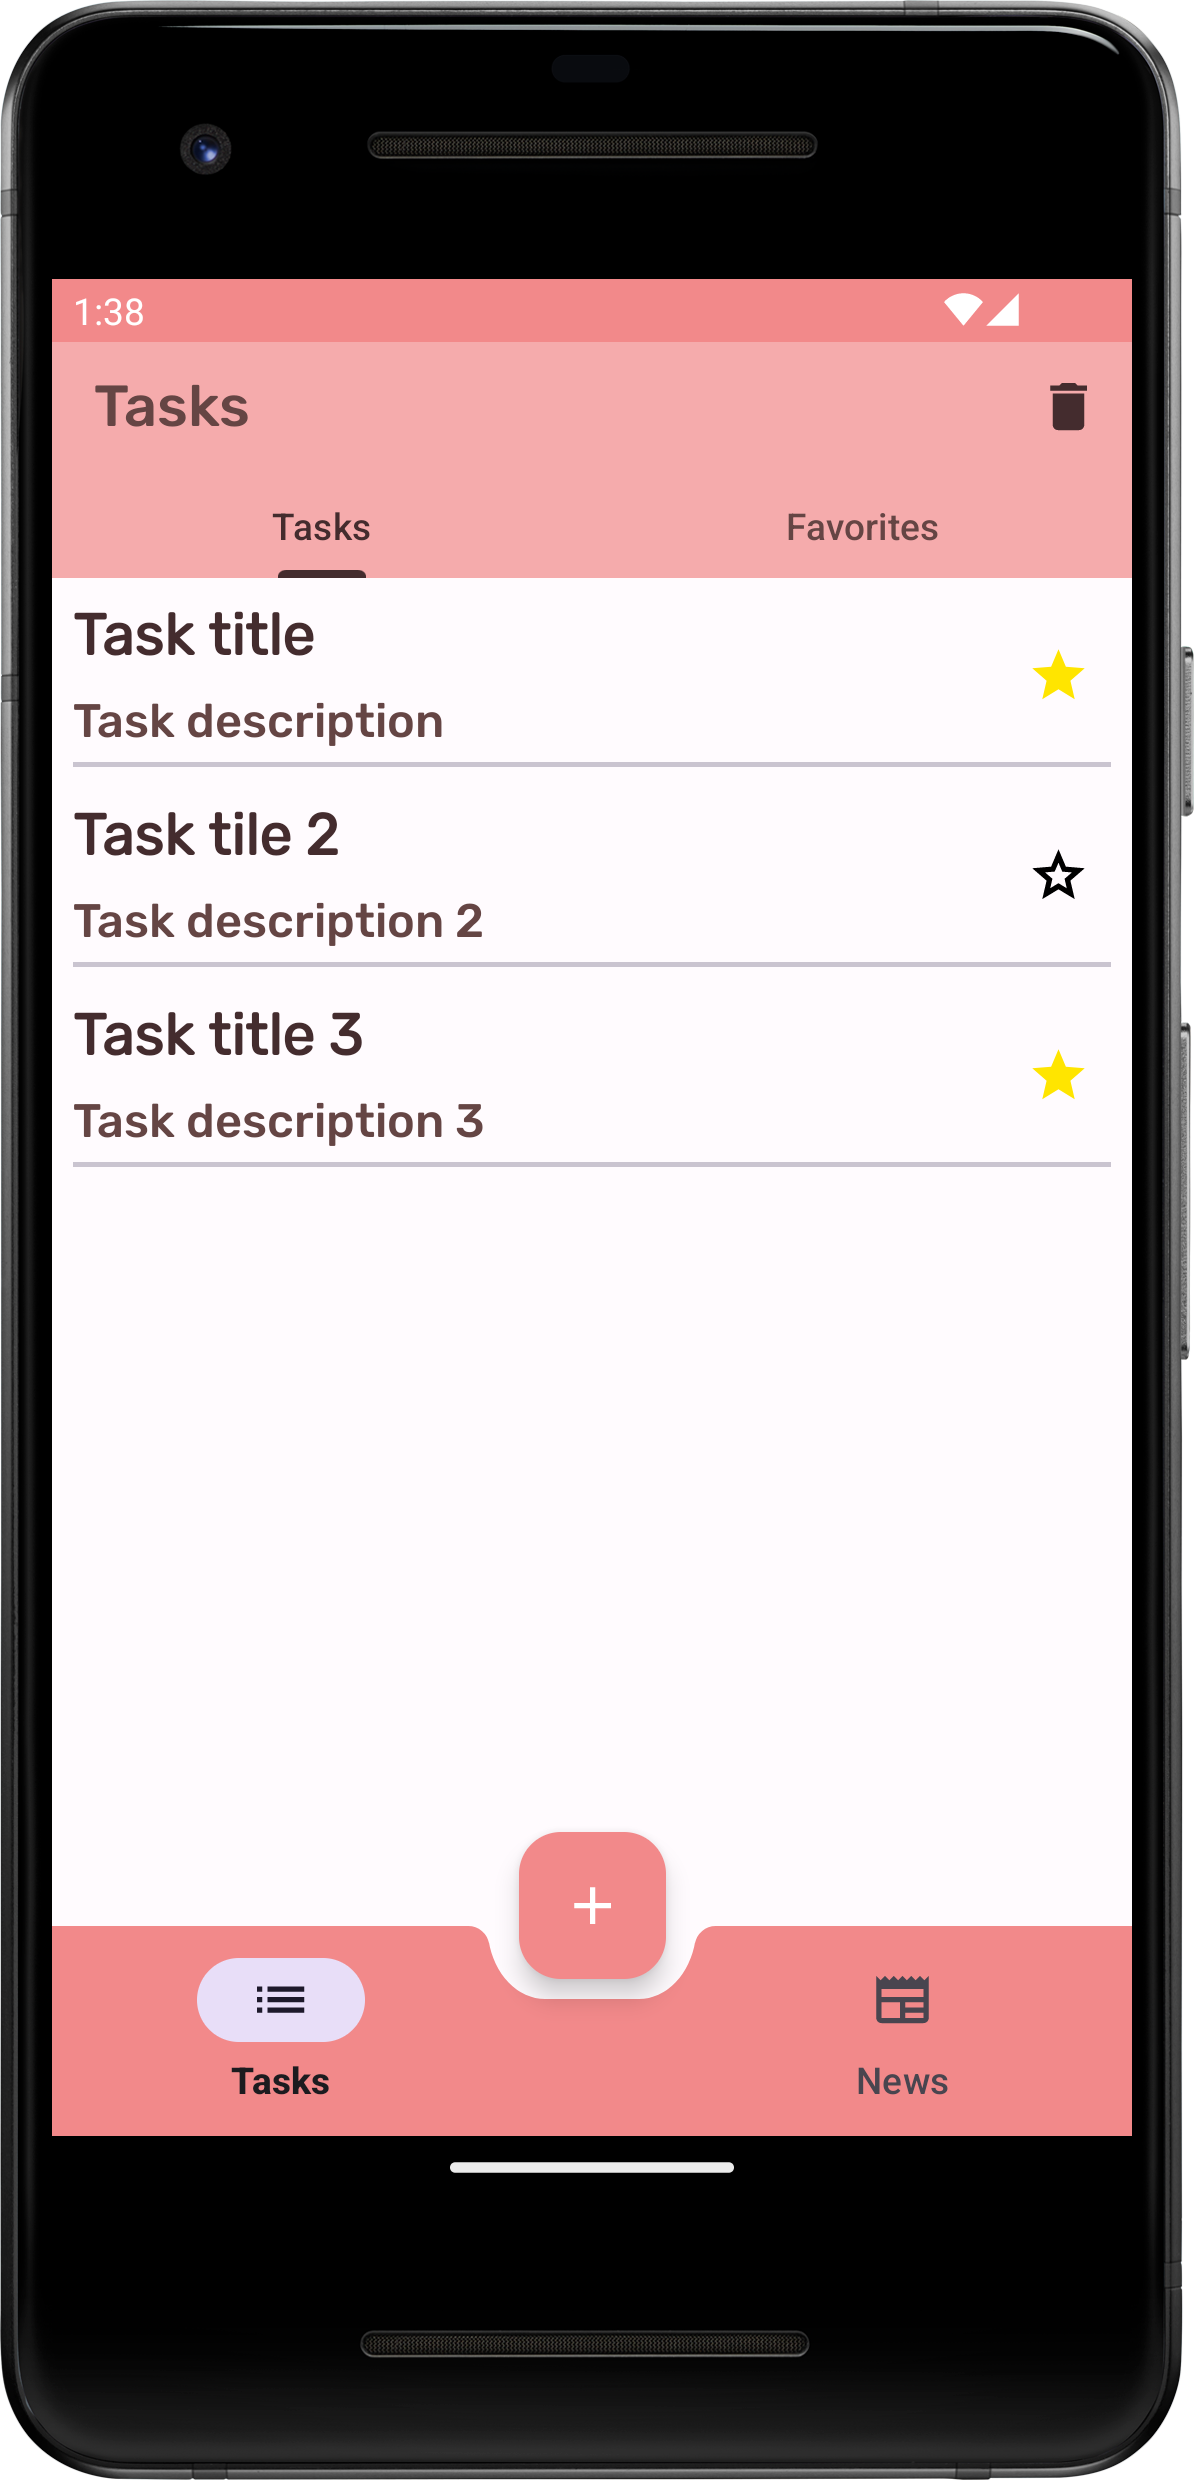 1:38
Tasks
Tasks
Favorites
Task title
Task description
Task tile 2
Task description 2
Task title 3
Task description 3
Tasks
News